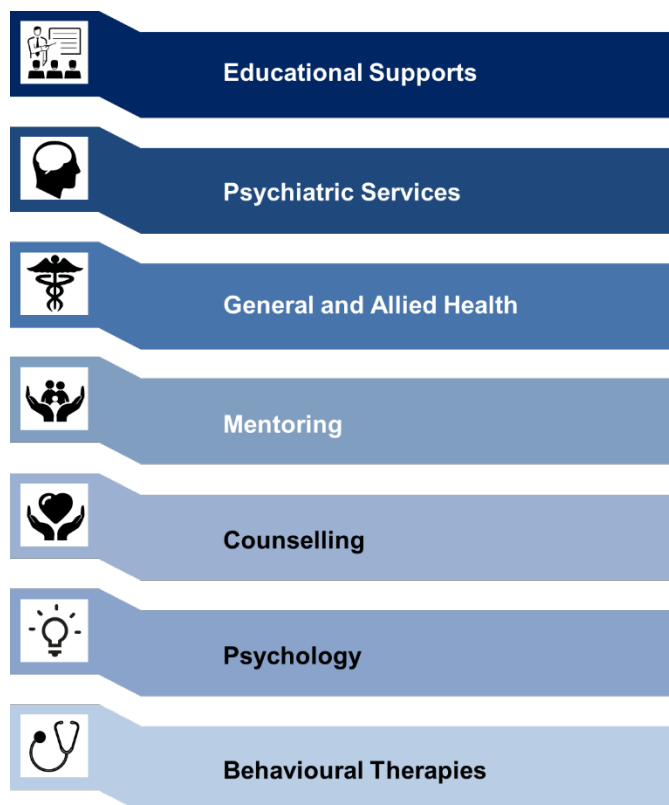 Educational Supports
Psychiatric Services
General and Allied Health
Mentoring
Counselling
Psychology
Behavioural Therapies